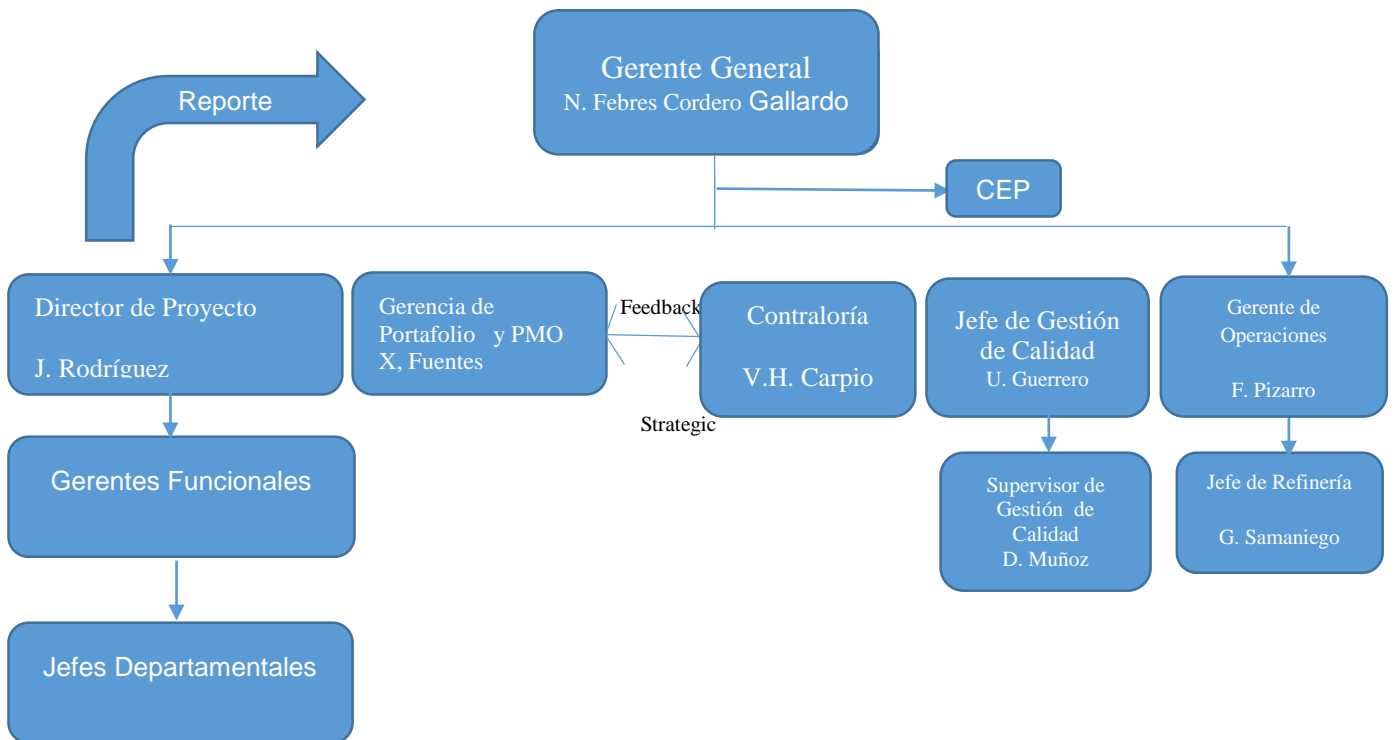 Gerente General
N. Febres Cordero Gallardo
Reporte
CEP
Director de Proyecto
J. Rodríguez
Gerencia de
Portafolio y PMO
X, Fuentes
Feedback
Strategic
Contraloría
V.H. Carpio
Jefe de Gestión
de Calidad
U. Guerrero
Gerente de
Operaciones
F. Pizarro
Gerentes Funcionales
Supervisor de
Gestión de
Calidad
D. Muñoz
Jefe de Refinería
G. Samaniego
Jefes Departamentales